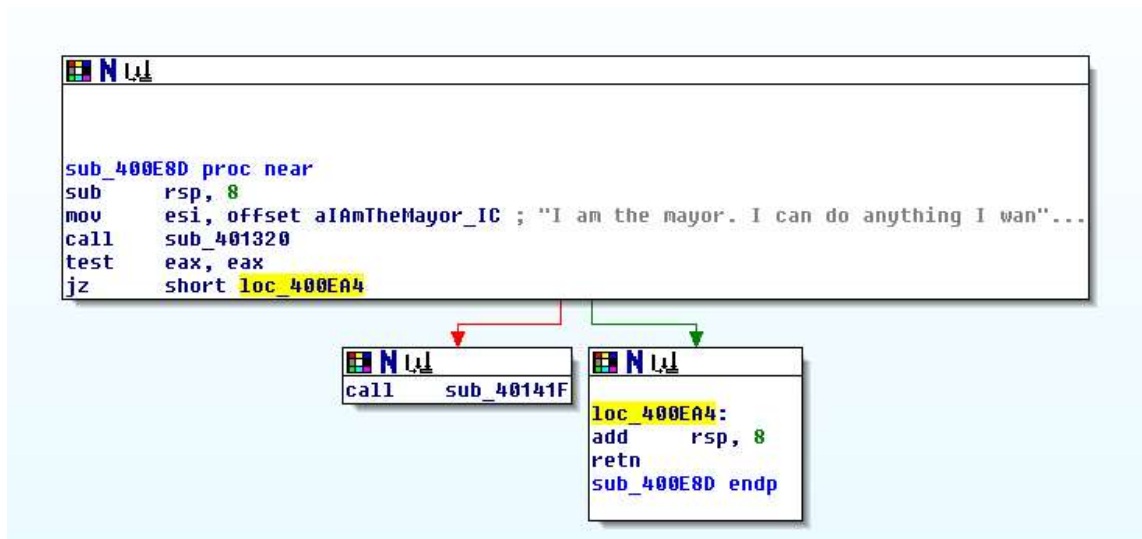 sub_400E8D proc near
sub rsp, 8
mov esi, offset aIAmTheMayor_IC ; "I am the mayor. I can do anything I wan"...
call sub_401320
test eax, eax
jz short loc_400EA4
call sub_40141F
loc_400EA4:
add rsp, 8
retn
sub_400E8D endp